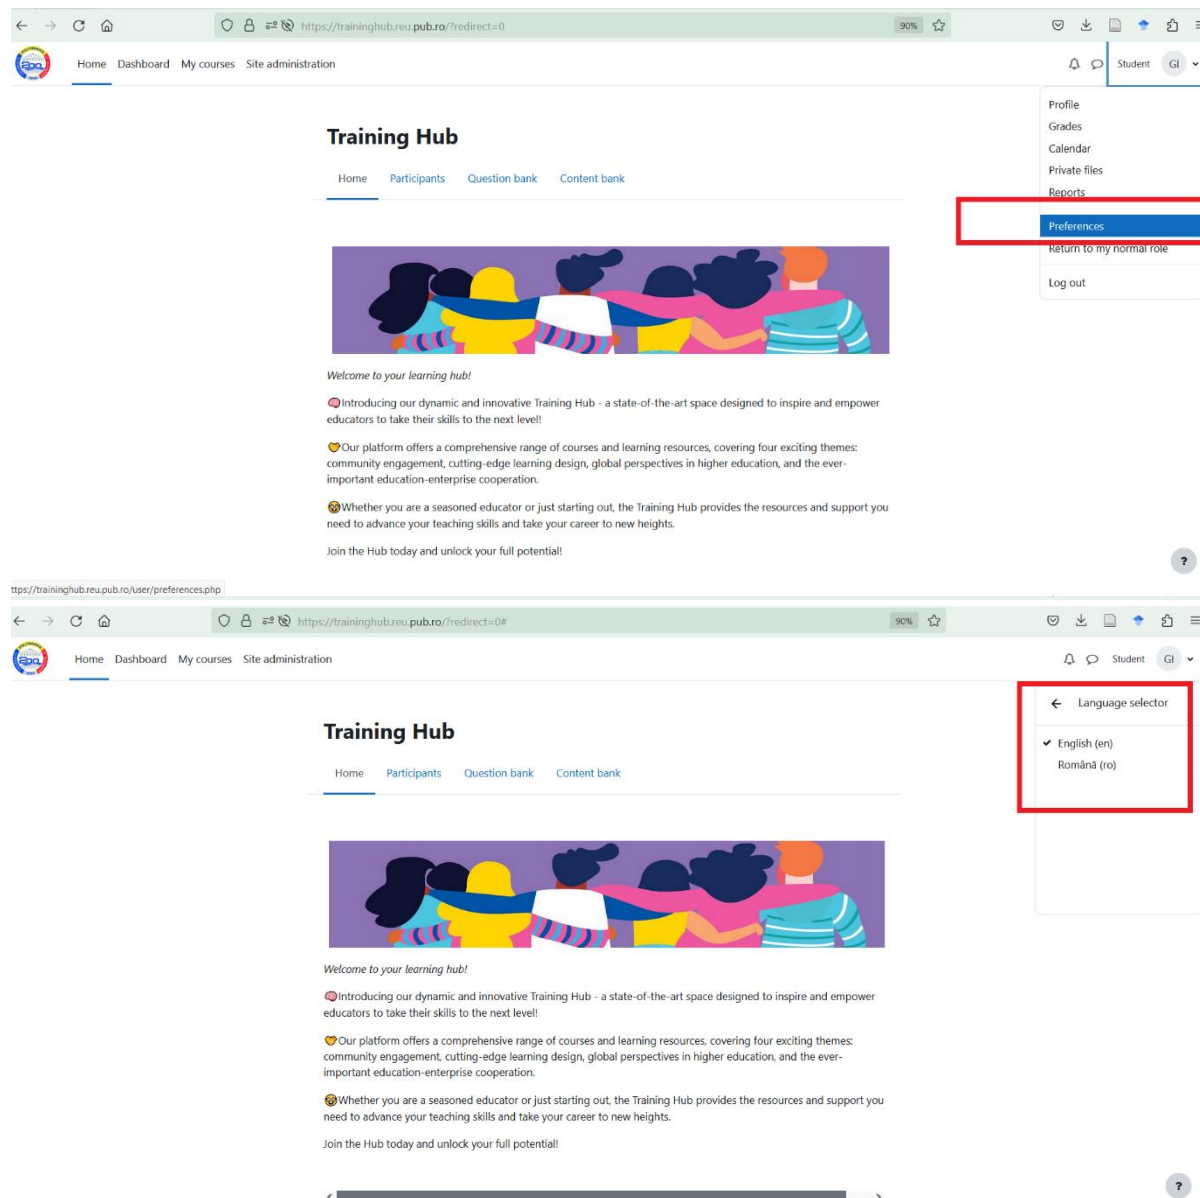 https://traininghub.reu.pub.ro/?redirect=0
90%
Home Dashboard My courses Site administration
Student GI
Profile
Grades
Calendar
Private files
Reports
Preferences
Return to my normal role
Log out
Training Hub
Home Participants Question bank Content bank
Welcome to your learning hub!
Introducing our dynamic and innovative Training Hub - a state-of-the-art space designed to inspire and empower
educators to take their skills to the next level!
Our platform offers a comprehensive range of courses and learning resources, covering four exciting themes:
community engagement, cutting-edge learning design, global perspectives in higher education, and the ever-
important education-enterprise cooperation.
Whether you are a seasoned educator or just starting out, the Training Hub provides the resources and support you
need to advance your teaching skills and take your career to new heights.
Join the Hub today and unlock your full potential!
?
ttps://traininghub.reu.pub.ro/user/preferences.php
https://traininghub.reu.pub.ro/?redirect=0#
90%
Home Dashboard My courses Site administration
Student GI
Language selector
English (en)
Română (ro)
Training Hub
Home Participants Question bank Content bank
Welcome to your learning hub!
Introducing our dynamic and innovative Training Hub - a state-of-the-art space designed to inspire and empower
educators to take their skills to the next level!
Our platform offers a comprehensive range of courses and learning resources, covering four exciting themes:
community engagement, cutting-edge learning design, global perspectives in higher education, and the ever-
important education-enterprise cooperation.
Whether you are a seasoned educator or just starting out, the Training Hub provides the resources and support you
need to advance your teaching skills and take your career to new heights.
Join the Hub today and unlock your full potential!
?